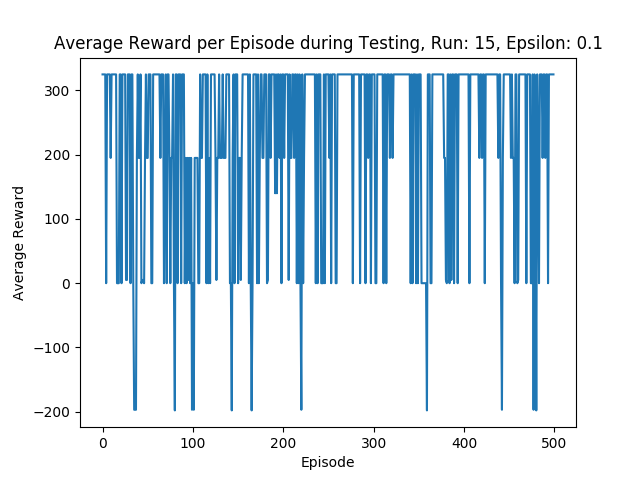 Average Reward per Episode during Testing, Run: 15, Epsilon: 0.1
300
200
100
0
−100
−200
Average Reward
0 100 200 300 400 500
Episode